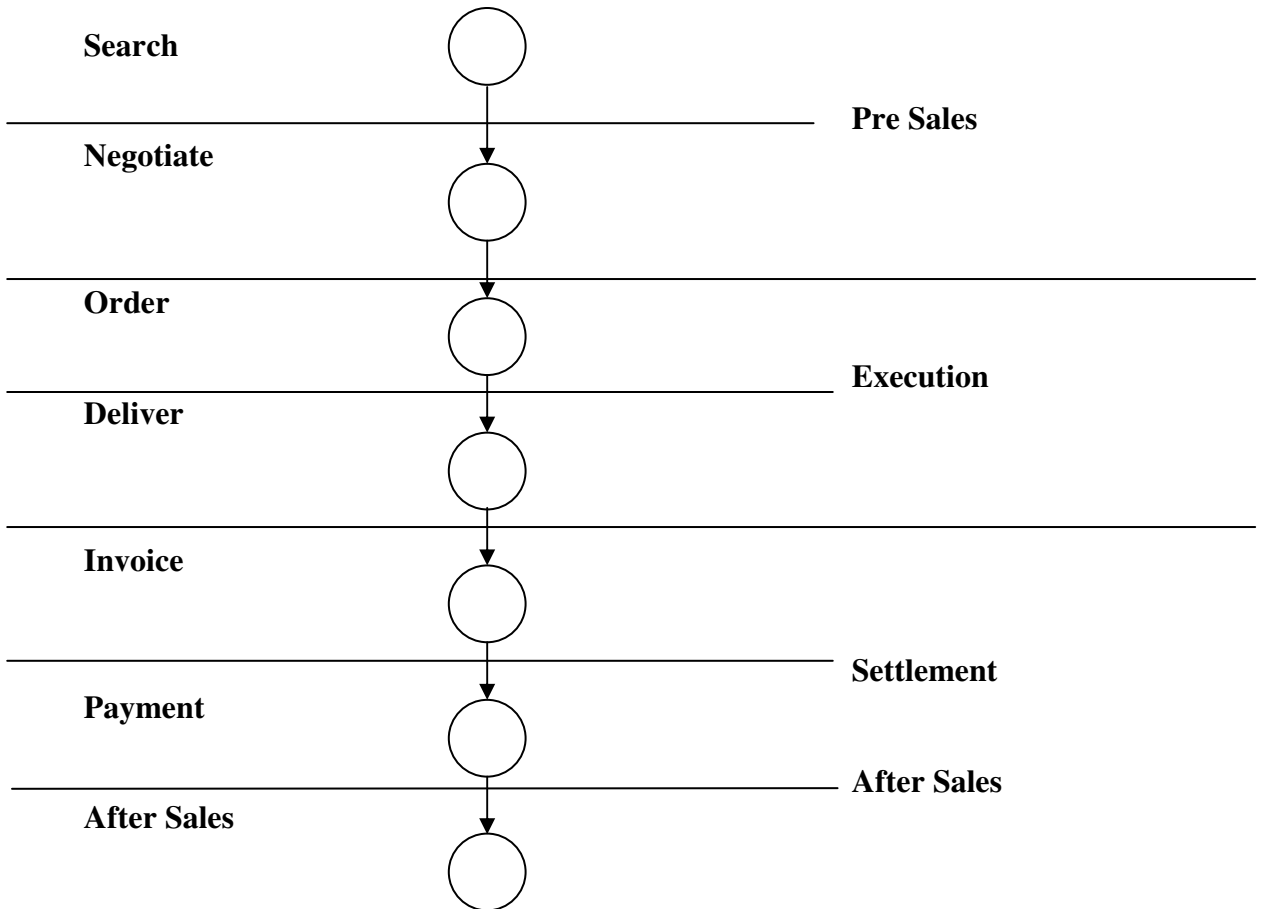 Search
Pre Sales
Negotiate
Order
Execution
Deliver
Invoice
Settlement
Payment
After Sales
After Sales